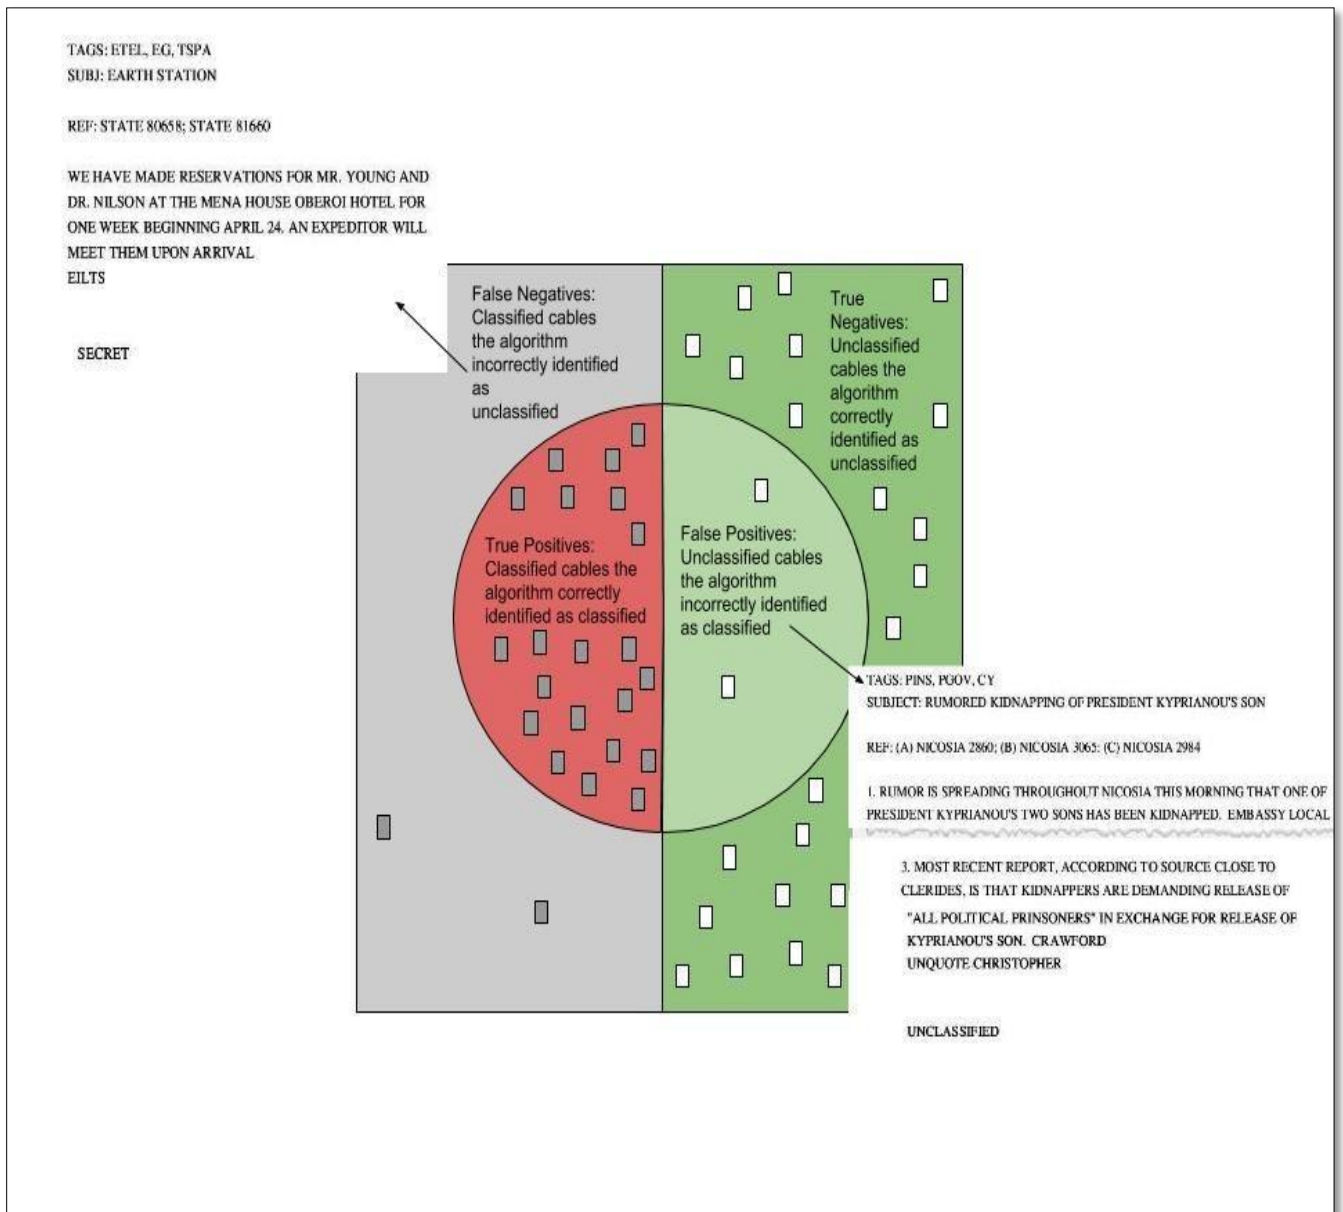 TAGS: ETEL, EG, TSPA
SUBJ: EARTH STATION
REF: STATE 80658; STATE 81660
WE HAVE MADE RESERVATIONS FOR MR. YOUNG AND
DR. NILSON AT THE MENA HOUSE OBEROI HOTEL FOR
ONE WEEK BEGINNING APRIL 24. AN EXPEDITOR WILL
MEET THEM UPON ARRIVAL
EILTS
SECRET
False Negatives:
Classified cables
the algorithm
incorrectly identified
as
unclassified
True
Negatives:
Unclassified
cables the
algorithm
correctly
identified as
unclassified
True Positives:
Classified cables the
algorithm correctly
identified as classified
False Positives:
Unclassified cables
the algorithm
incorrectly identified
as classified
TAGS: PINS, PGOV, CY
SUBJECT: RUMORED KIDNAPPING OF PRESIDENT KYPRIANOU'S SON
REF: (A) NICOSIA 2860; (B) NICOSIA 3065: (C) NICOSIA 2984
1. RUMOR IS SPREADING THROUGHOUT NICOSIA THIS MORNING THAT ONE OF
PRESIDENT KYPRIANOU'S TWO SONS HAS BEEN KIDNAPPED. EMBASSY LOCAL
3. MOST RECENT REPORT, ACCORDING TO SOURCE CLOSE TO
CLERIDES, IS THAT KIDNAPPERS ARE DEMANDING RELEASE OF
"ALL POLITICAL PRINSONERS" IN EXCHANGE FOR RELEASE OF
KYPRIANOU'S SON. CRAWFORD
UNQUOTE CHRISTOPHER
UNCLASSIFIED